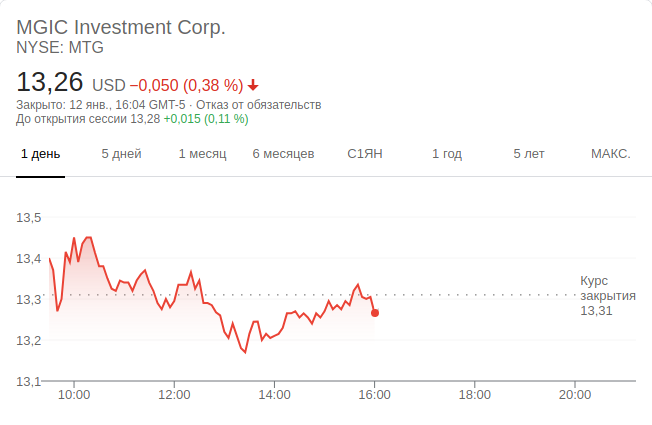 MGIC Investment Corp.
NYSE: MTG
13,26 USD −0,050 (0,38 %)
Закрыто: 12 янв., 16:04 GMT-5 · Отказ от обязательств
До открытия сессии 13,28 +0,015 (0,11 %)
1 день 5 дней 1 месяц 6 месяцев С1ЯН 1 год 5 лет МАКС.
13,5
13,4
13,3
13,2
13,1
Курс
закрытия
13,31
10:00 12:00 14:00 16:00 18:00 20:00